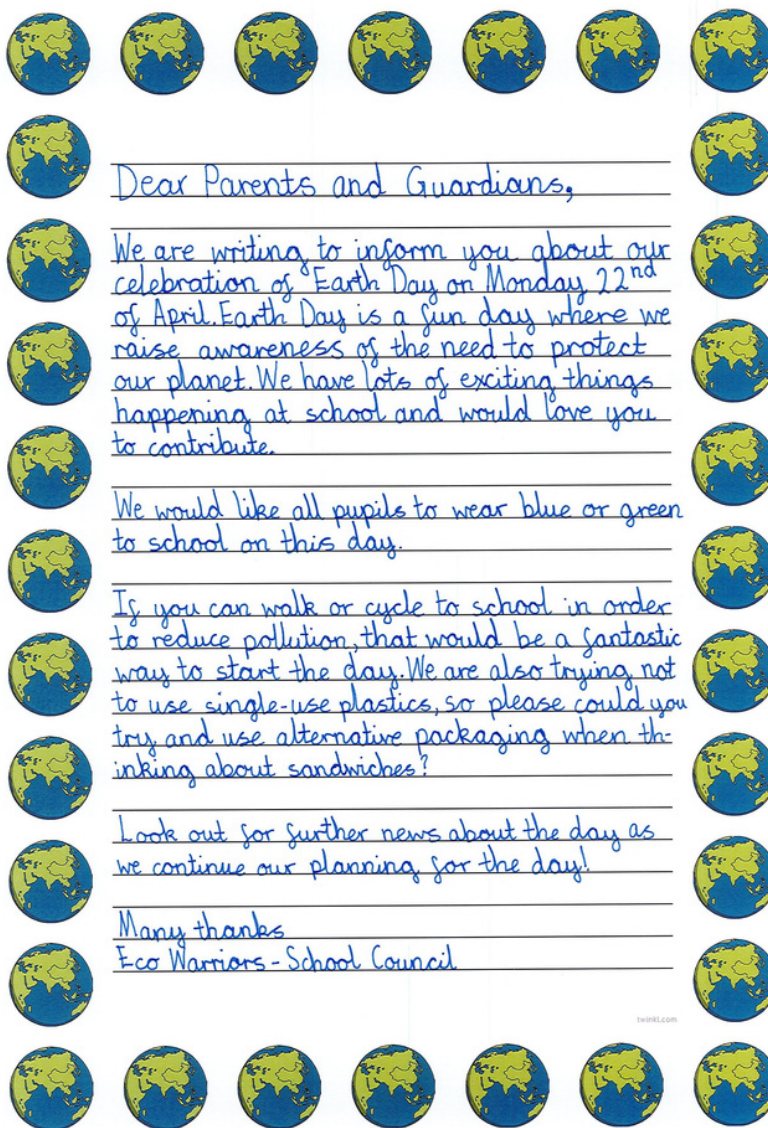 Dear Parents and Guardians,
We are writing to inform you about our
celebration of Earth Day on Monday 22nd
of April. Earth Day is a fun day where we
raise awareness of the need to protect
our planet. We have lots of exciting things
happening at school and would love you
to contribute.
We would like all pupils to wear blue or green
to school on this day.
If you can walk or cycle to school in order
to reduce pollution, that would be a fantastic
way to start the day. We are also trying not
to use single-use plastics, so please could you
try and use alternative packaging when th-
inking about sandwiches?
Look out for further news about the day as
we continue our planning for the day!
Many thanks
Eco Warriors - School Council
twinkl.com